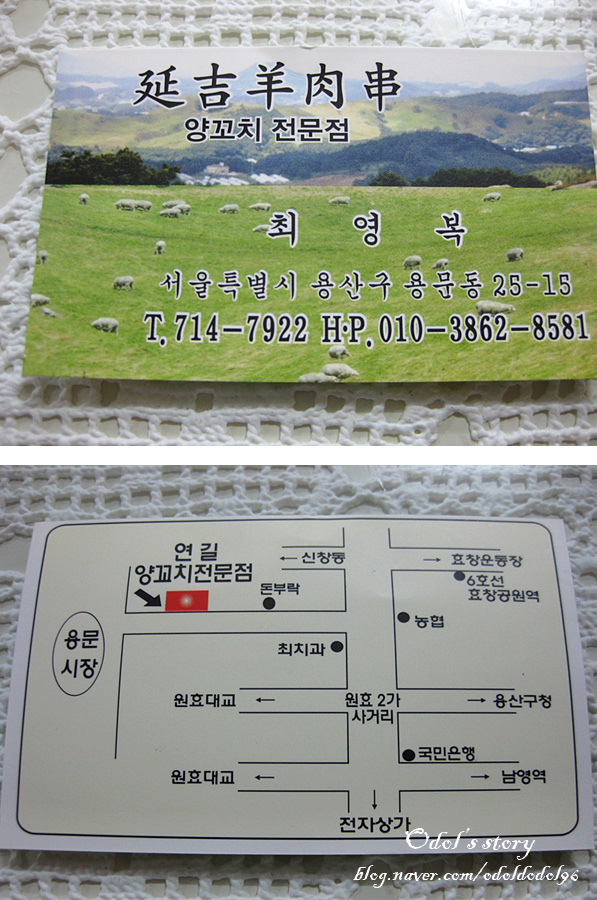 延吉羊肉串
양꼬치 전문점
최 영 복
서울특별시 용산구 용문동 25-15
T. 714-7922 H·P. 010-3862-8581
연 길
양꼬치전문점
← 신창동
→ 효창운동장
6호선
효창공원역
돈부락
농협
용문
시장
최치과
원효대교 ←
원효 2가
사거리
→ 용산구청
국민은행
원효대교 ←
→ 남영역
↓
전자상가
Odol's story
blog.naver.com/odoldodol96